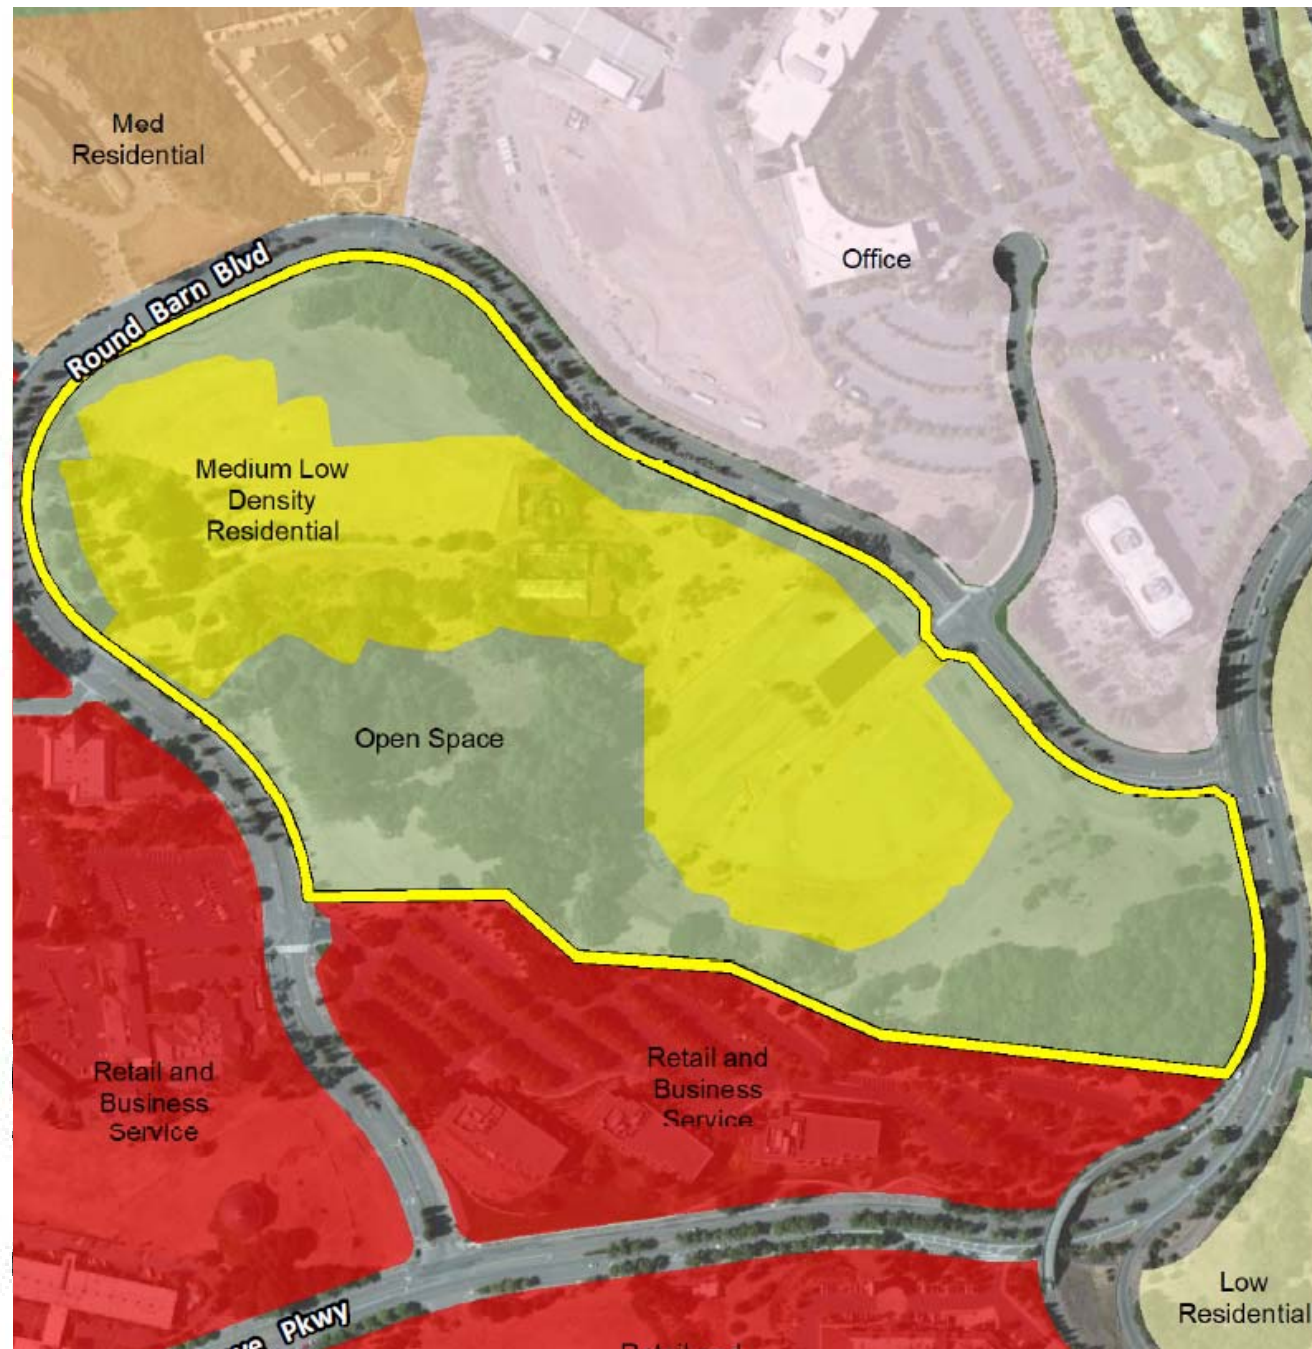 Med
Residential
Office
Round Barn Blvd
Medium Low
Density
Residential
Open Space
Retail and
Business
Service
Retail and
Business
Service
Low
Residential
Pkwy